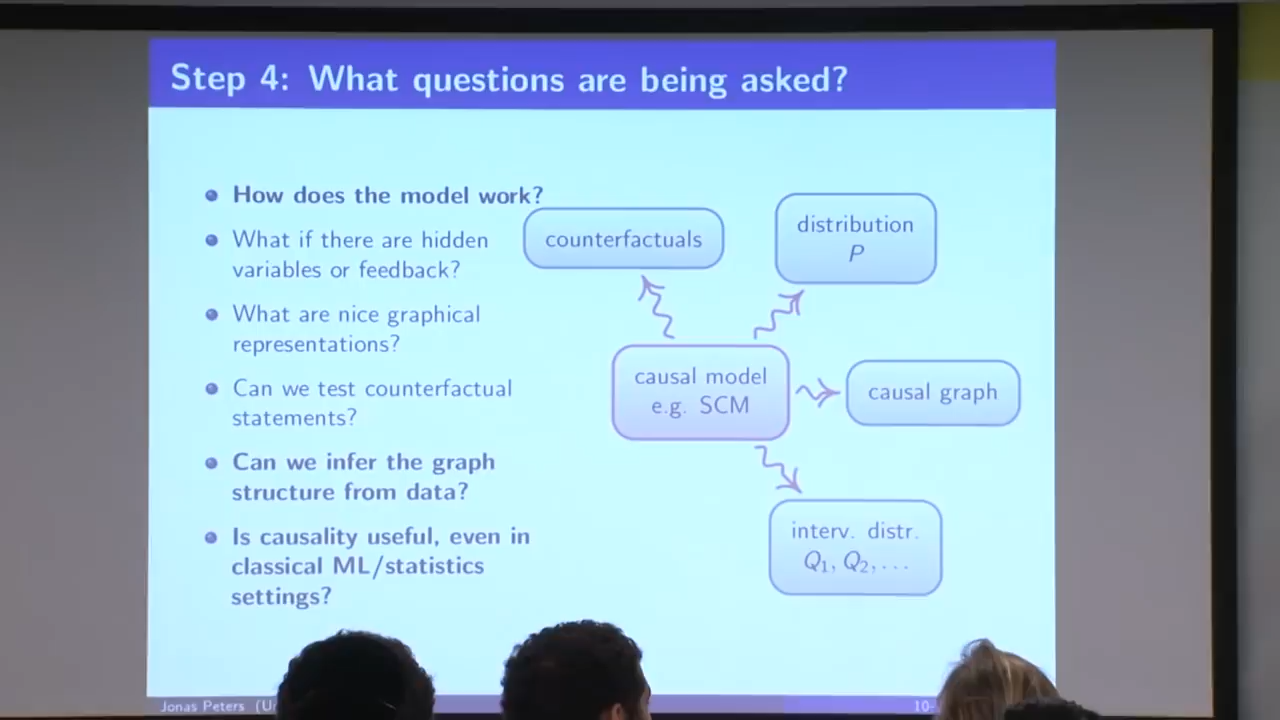 Step 4: What questions are being asked?
How does the model work?
What if there are hidden
variables or feedback?
What are nice graphical
representations?
Can we test counterfactual
statements?
Can we infer the graph
structure from data?
Is causality useful, even in
classical ML/statistics
settings?
counterfactuals
distribution
P
causal model
e.g. SCM
causal graph
interv. distr.
Q₁, Q₂, ...
Jonas Peters
10-